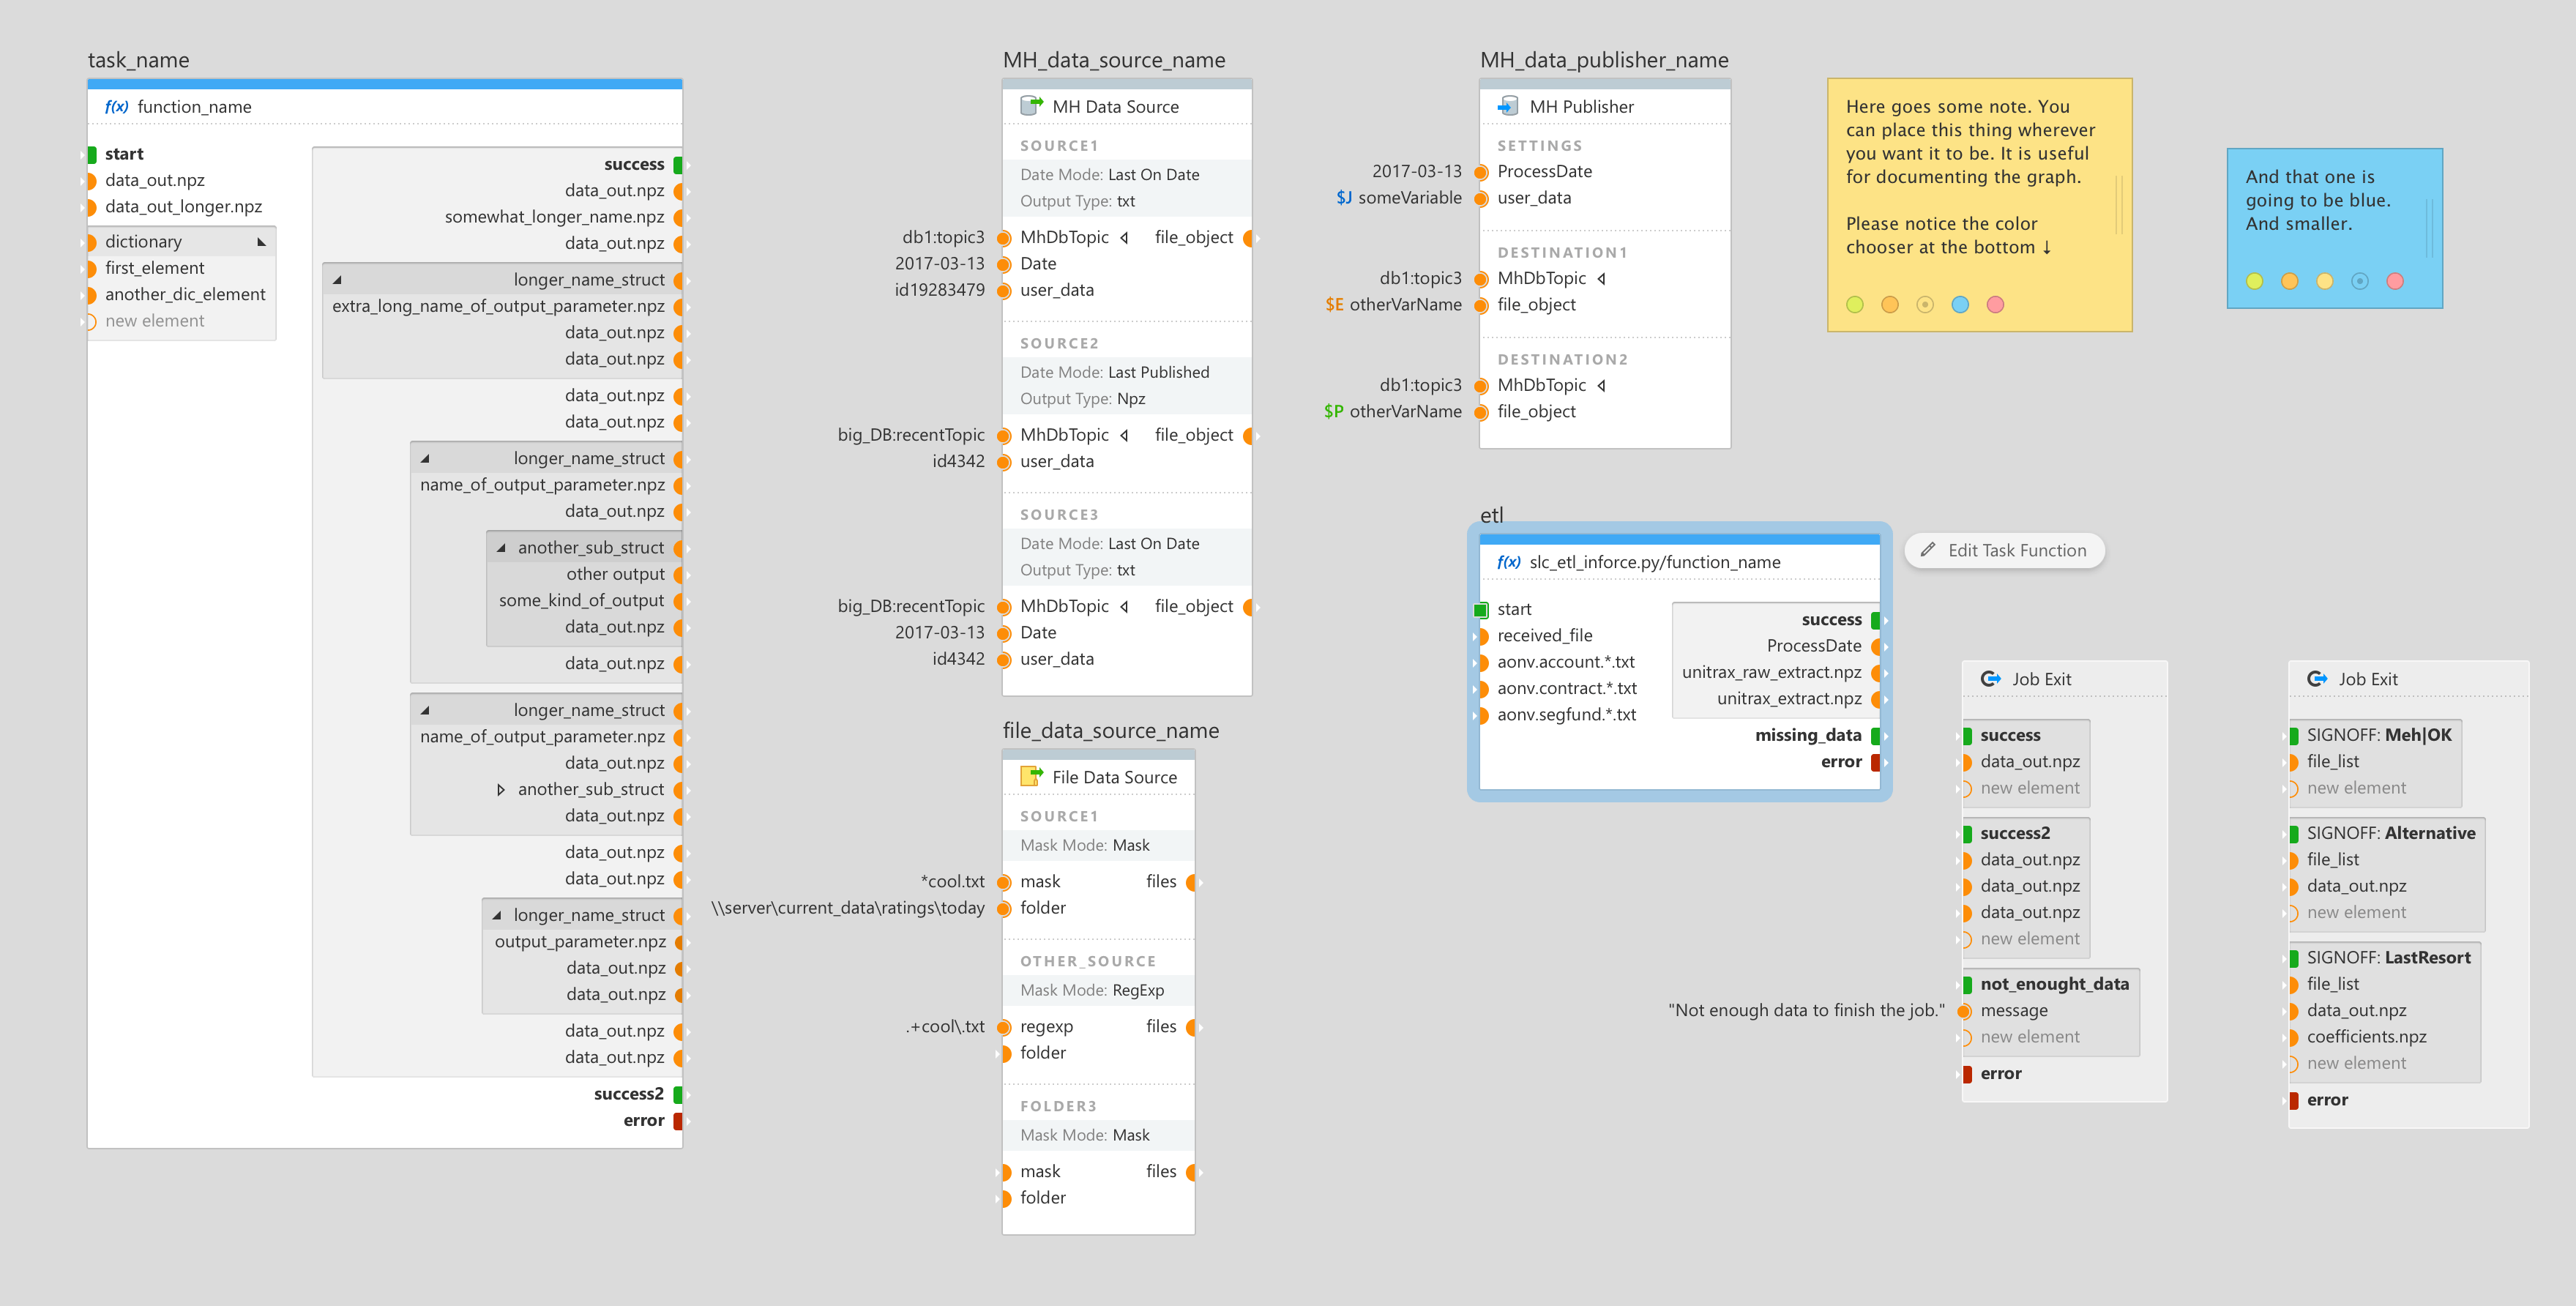 task_name
f(x) function_name
start
data_out.npz
data_out_longer.npz
dictionary
first_element
another_dic_element
new element
success
data_out.npz
somewhat_longer_name.npz
data_out.npz
longer_name_struct
extra_long_name_of_output_parameter.npz
data_out.npz
data_out.npz
data_out.npz
data_out.npz
longer_name_struct
name_of_output_parameter.npz
data_out.npz
another_sub_struct
other output
some_kind_of_output
data_out.npz
data_out.npz
longer_name_struct
name_of_output_parameter.npz
data_out.npz
another_sub_struct
data_out.npz
data_out.npz
data_out.npz
longer_name_struct
output_parameter.npz
data_out.npz
data_out.npz
data_out.npz
data_out.npz
success2
error
MH_data_source_name
MH Data Source
SOURCE1
Date Mode: Last On Date
Output Type: txt
db1:topic3 MhDbTopic file_object
2017-03-13 Date
id19283479 user_data
SOURCE2
Date Mode: Last Published
Output Type: Npz
big_DB:recentTopic MhDbTopic file_object
id4342 user_data
SOURCE3
Date Mode: Last On Date
Output Type: txt
big_DB:recentTopic MhDbTopic file_object
2017-03-13 Date
id4342 user_data
file_data_source_name
File Data Source
SOURCE1
Mask Mode: Mask
*cool.txt mask files
\\server\current_data\ratings\today folder
OTHER_SOURCE
Mask Mode: RegExp
.+cool\.txt regexp files
folder
FOLDER3
Mask Mode: Mask
mask files
folder
MH_data_publisher_name
MH Publisher
SETTINGS
2017-03-13 ProcessDate
$J someVariable user_data
DESTINATION1
db1:topic3 MhDbTopic
$E otherVarName file_object
DESTINATION2
db1:topic3 MhDbTopic
$P otherVarName file_object
Here goes some note. You
can place this thing wherever
you want it to be. It is useful
for documenting the graph.
Please notice the color
chooser at the bottom ↓
And that one is
going to be blue.
And smaller.
etl
f(x) slc_etl_inforce.py/function_name
Edit Task Function
start
received_file
aonv.account.*.txt
aonv.contract.*.txt
aonv.segfund.*.txt
success
ProcessDate
unitrax_raw_extract.npz
unitrax_extract.npz
missing_data
error
Job Exit
success
data_out.npz
new element
success2
data_out.npz
data_out.npz
data_out.npz
new element
not_enought_data
"Not enough data to finish the job." message
new element
error
Job Exit
SIGNOFF: Meh|OK
file_list
new element
SIGNOFF: Alternative
file_list
data_out.npz
new element
SIGNOFF: LastResort
file_list
data_out.npz
coefficients.npz
new element
error